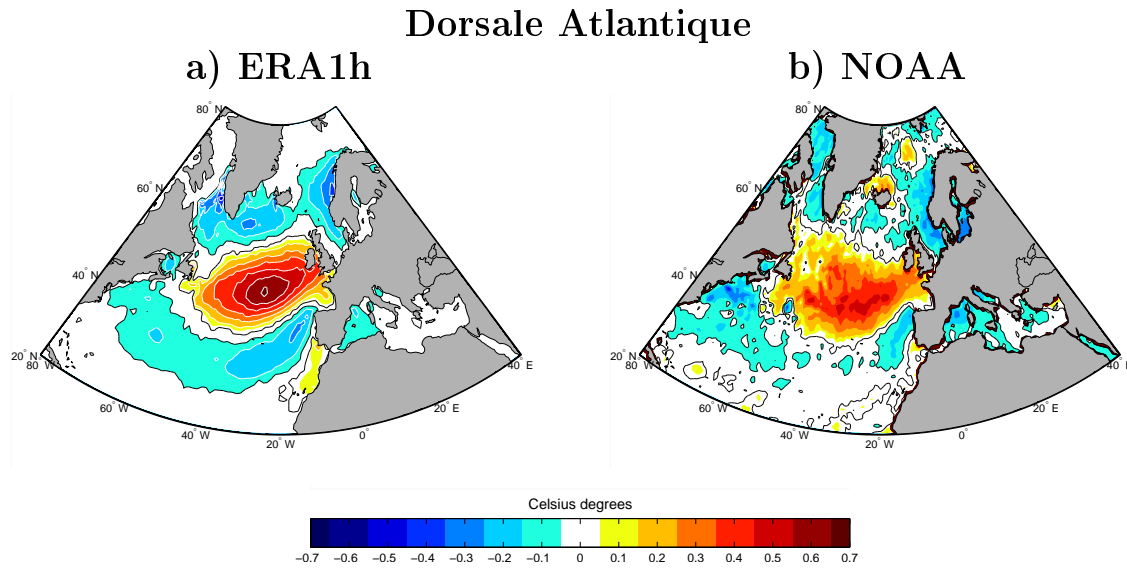 Dorsale Atlantique
a) ERA1h
b) NOAA
80° N
60° N
40° N
20° N
80° W
60° W
40° W
20° W
0°
20° E
40° E
80° N
60° N
40° N
20° N
80° W
60° W
40° W
20° W
0°
20° E
40° E
Celsius degrees
−0.7 −0.6 −0.5 −0.4 −0.3 −0.2 −0.1 0 0.1 0.2 0.3 0.4 0.5 0.6 0.7